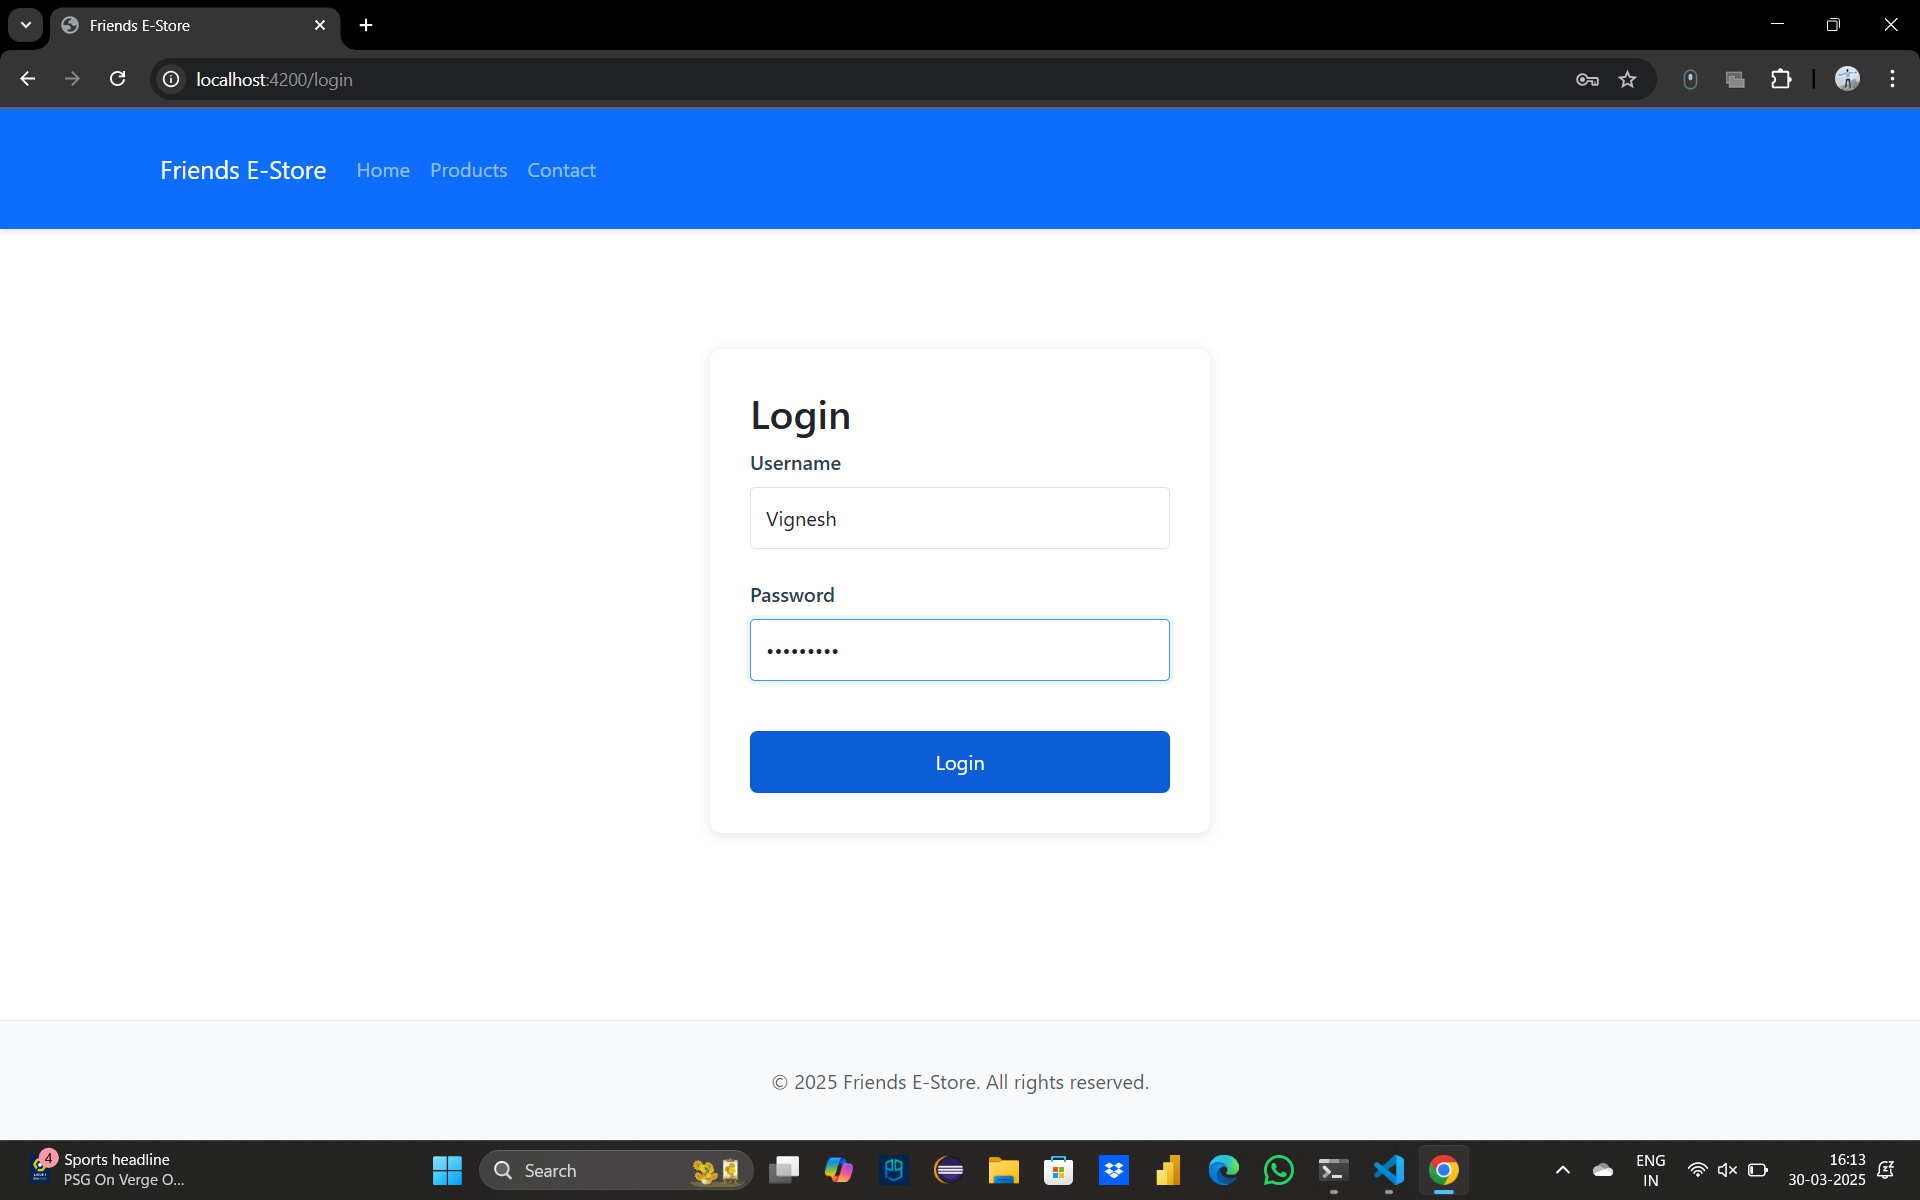 Friends E-Store
localhost:4200/login
Friends E-Store Home Products Contact
Login
Username
Vignesh
Password
•••••••••
Login
© 2025 Friends E-Store. All rights reserved.
4
Sports headline
PSG On Verge O...
Search
ENG
IN
16:13
30-03-2025